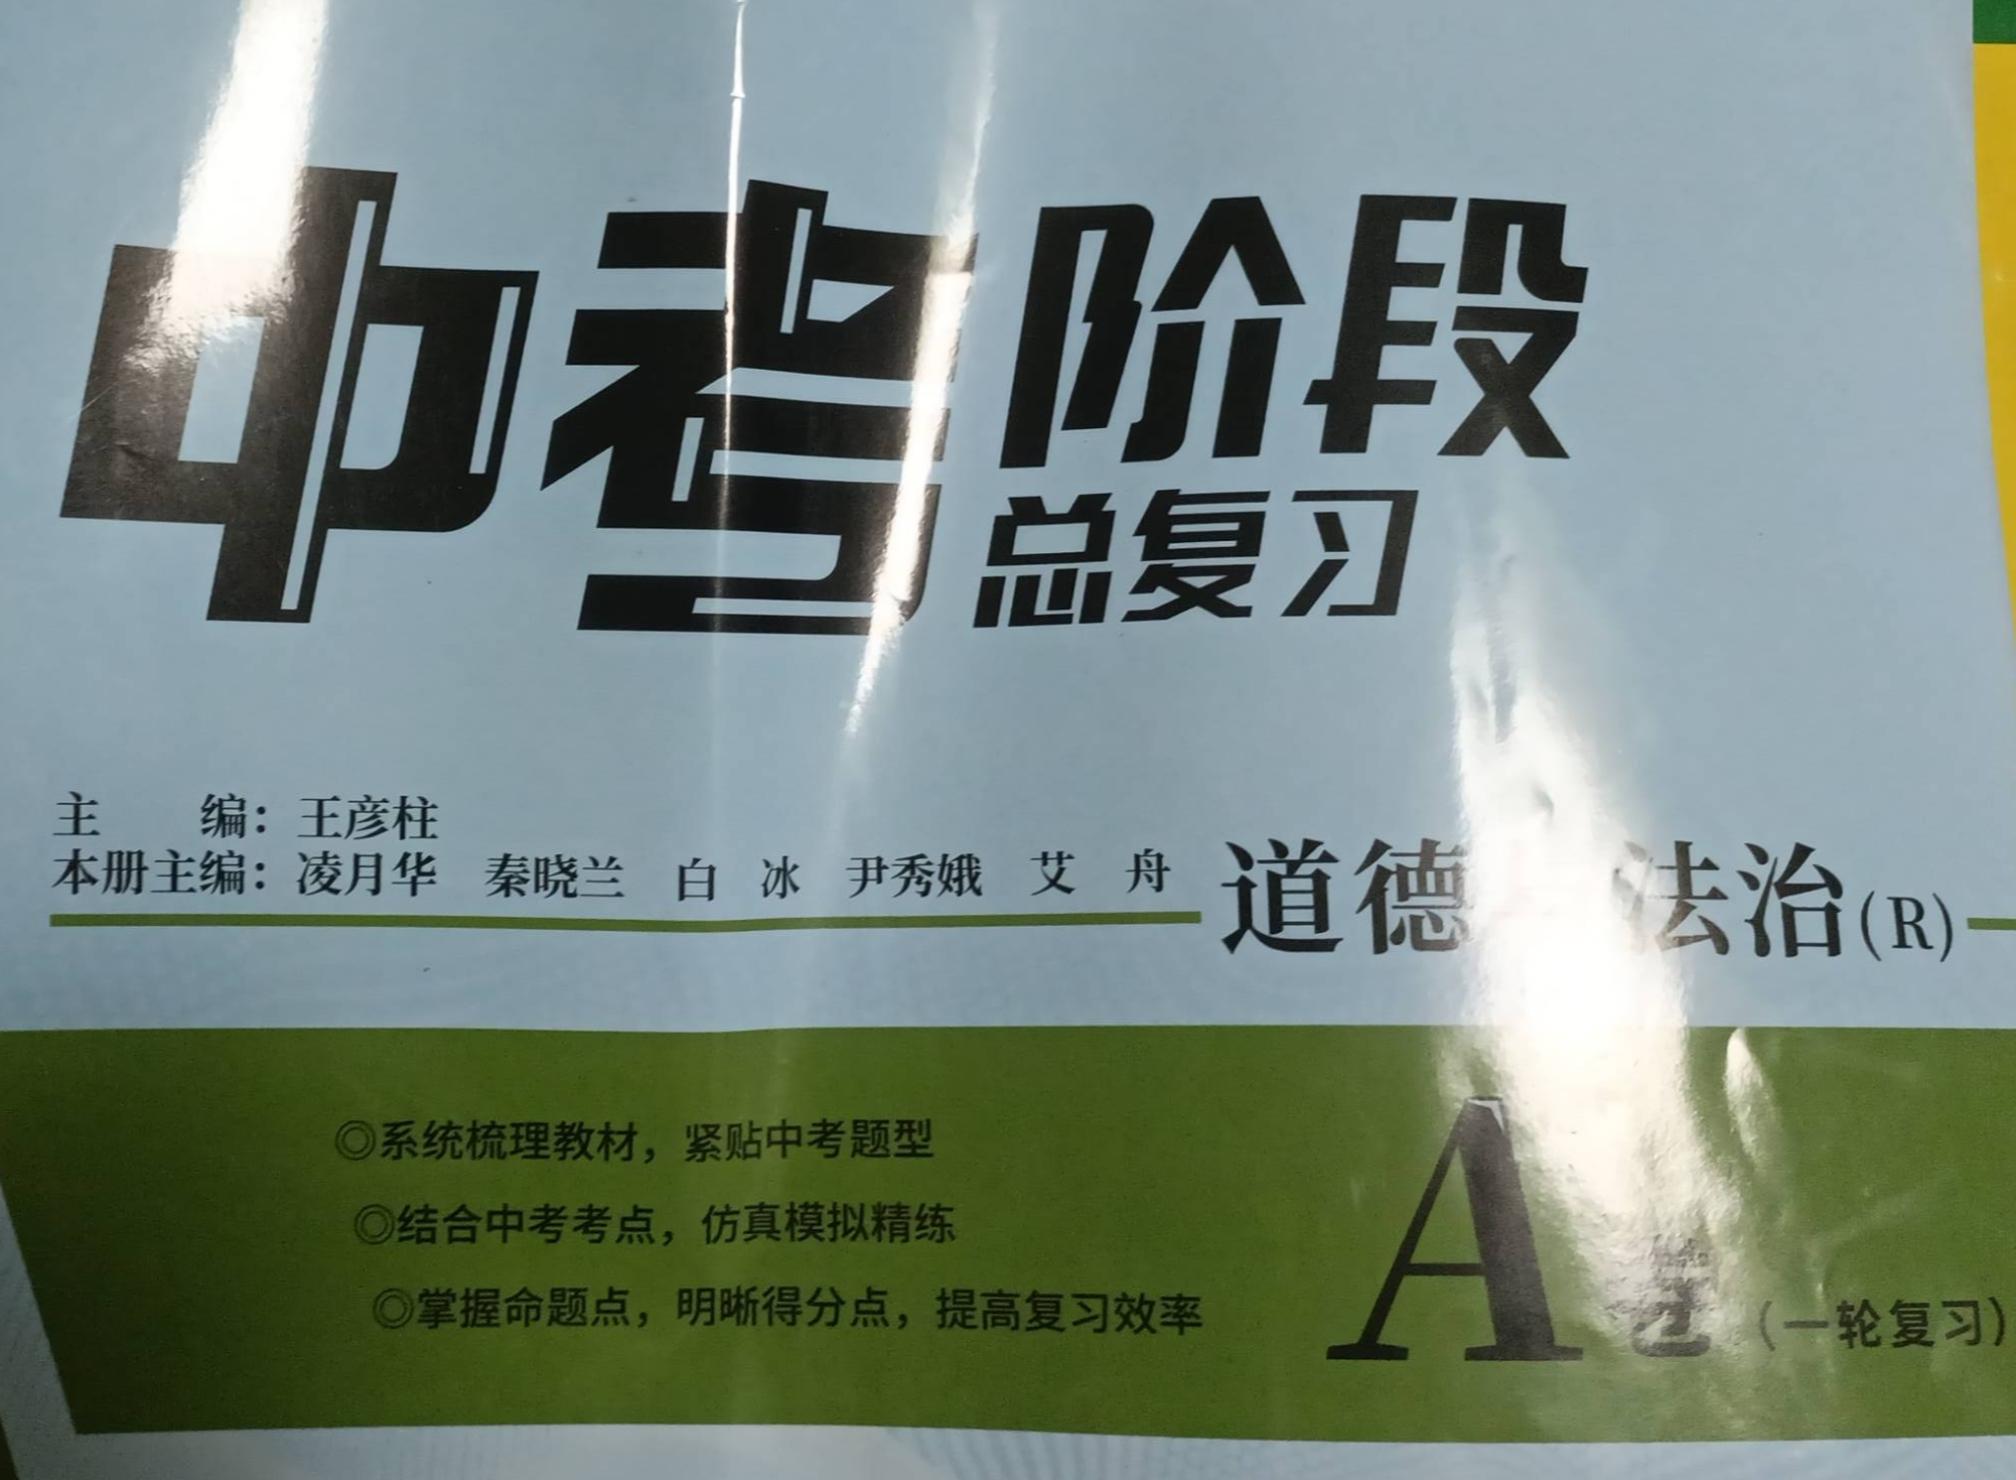 中考阶段
总复习
主 编：王彦柱
本册主编：凌月华 秦晓兰 白 冰 尹秀娥 艾 舟
道德 法治(R)
◎系统梳理教材，紧贴中考题型
◎结合中考考点，仿真模拟精练
◎掌握命题点，明晰得分点，提高复习效率
A卷（一轮复习）